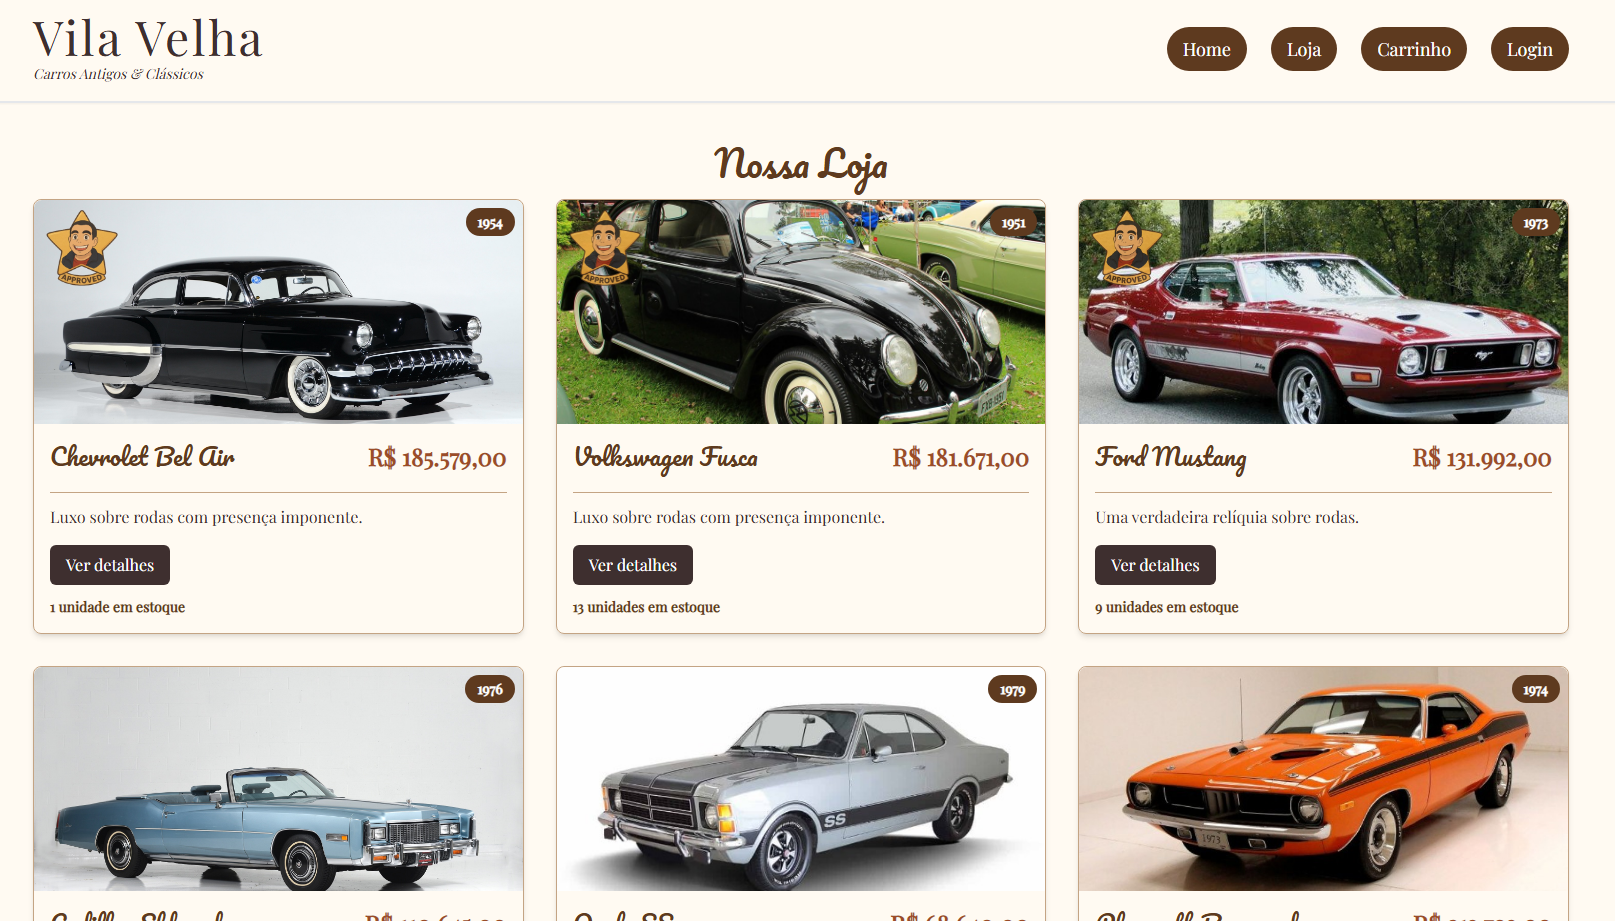 Vila Velha
Carros Antigos & Clássicos
Home
Loja
Carrinho
Login
Nossa Loja
APPROVED
1954
APPROVED
1951
FXB 1951
APPROVED
1973
Chevrolet Bel Air
R$ 185.579,00
Volkswagen Fusca
R$ 181.671,00
Ford Mustang
R$ 131.992,00
Luxo sobre rodas com presença imponente.
Luxo sobre rodas com presença imponente.
Uma verdadeira relíquia sobre rodas.
Ver detalhes
Ver detalhes
Ver detalhes
1 unidade em estoque
13 unidades em estoque
9 unidades em estoque
1976
1979
SS
1974
1973